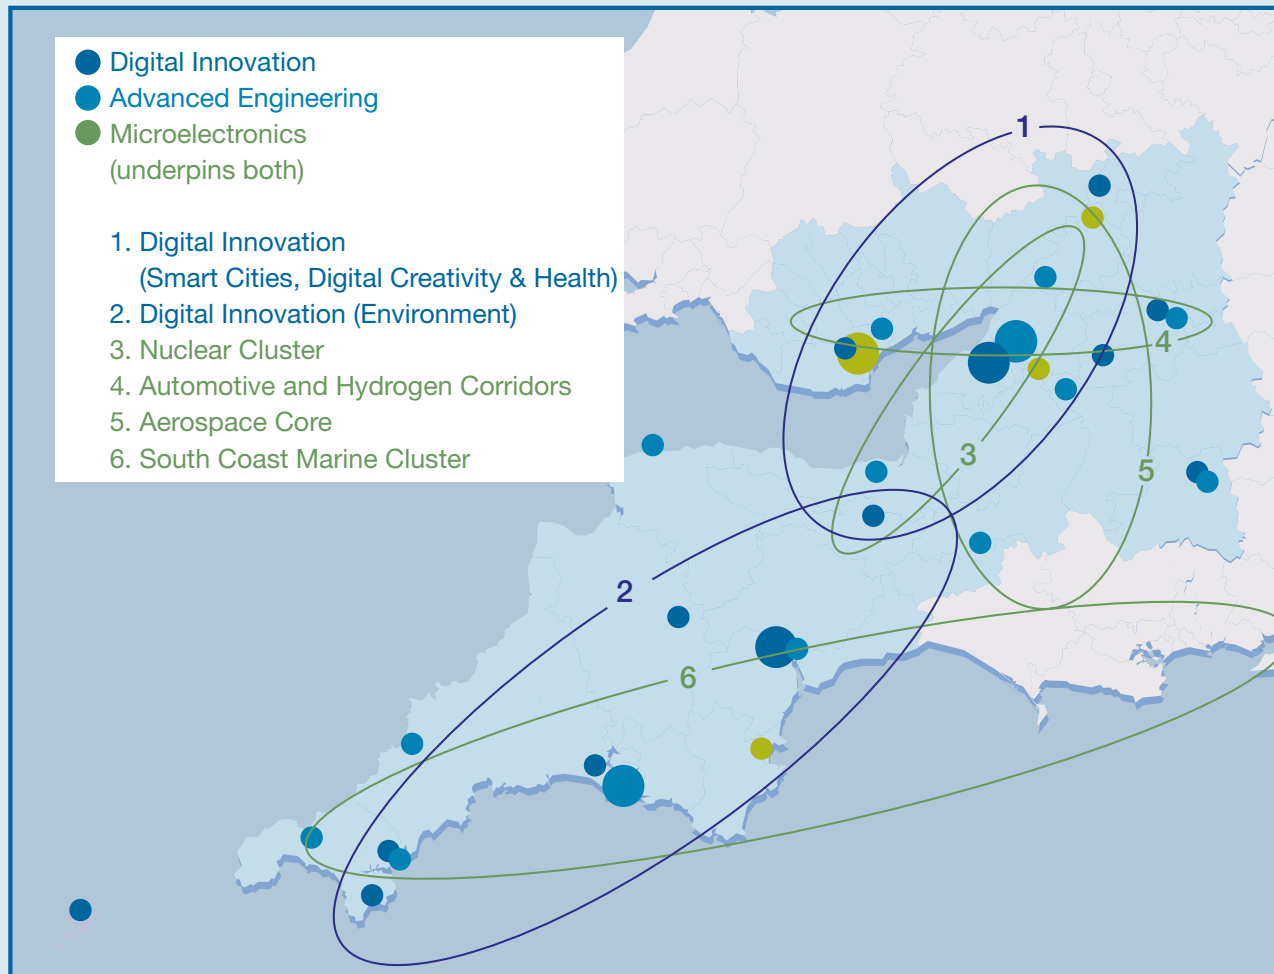 Digital Innovation
Advanced Engineering
Microelectronics
(underpins both)
1. Digital Innovation
(Smart Cities, Digital Creativity & Health)
2. Digital Innovation (Environment)
3. Nuclear Cluster
4. Automotive and Hydrogen Corridors
5. Aerospace Core
6. South Coast Marine Cluster
1
4
3
5
2
6